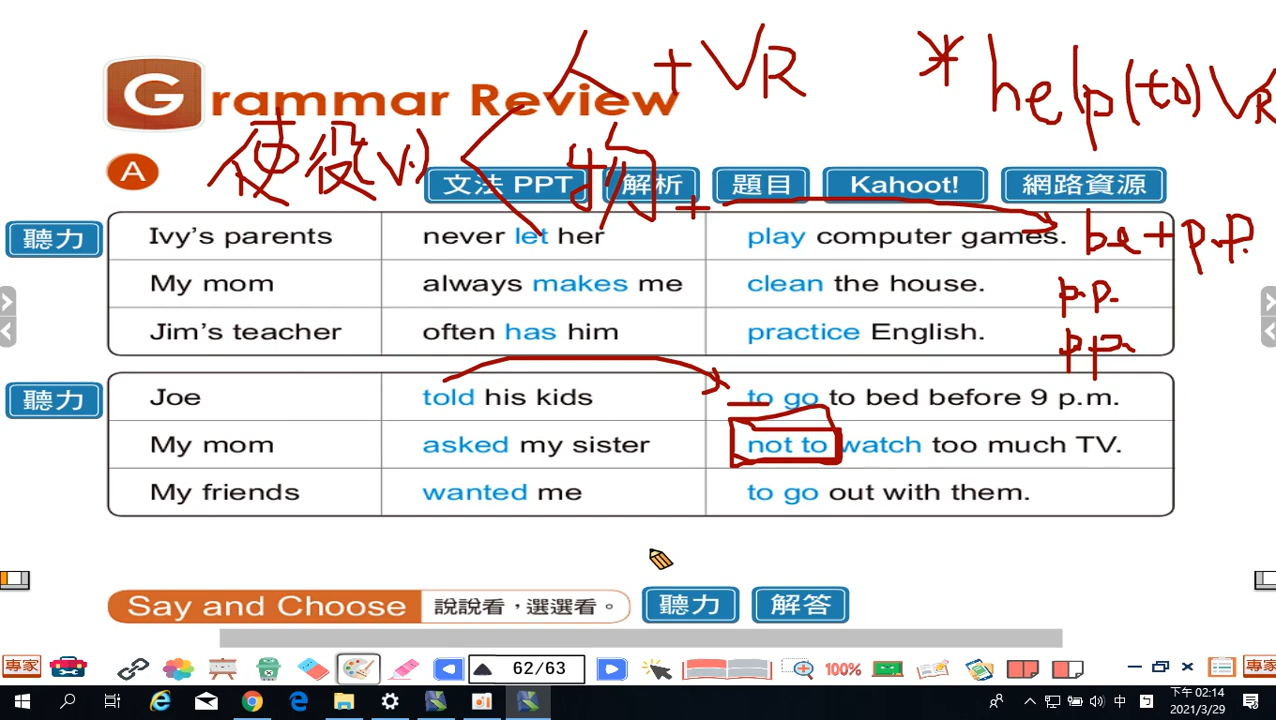 人 + VR * help (to) VR
Grammar Review
使役(V.) 物 +
A 文法 PPT 解析 題目 Kahoot! 網路資源
聽力 Ivy's parents never let her play computer games. be + p.p.
My mom always makes me clean the house. p.p.
Jim's teacher often has him practice English. p.p.
聽力 Joe told his kids to go to bed before 9 p.m.
My mom asked my sister not to watch too much TV.
My friends wanted me to go out with them.
Say and Choose 說說看，選選看。 聽力 解答
專家 62/63 100% 專家
中 下午 02:14
2021/3/29